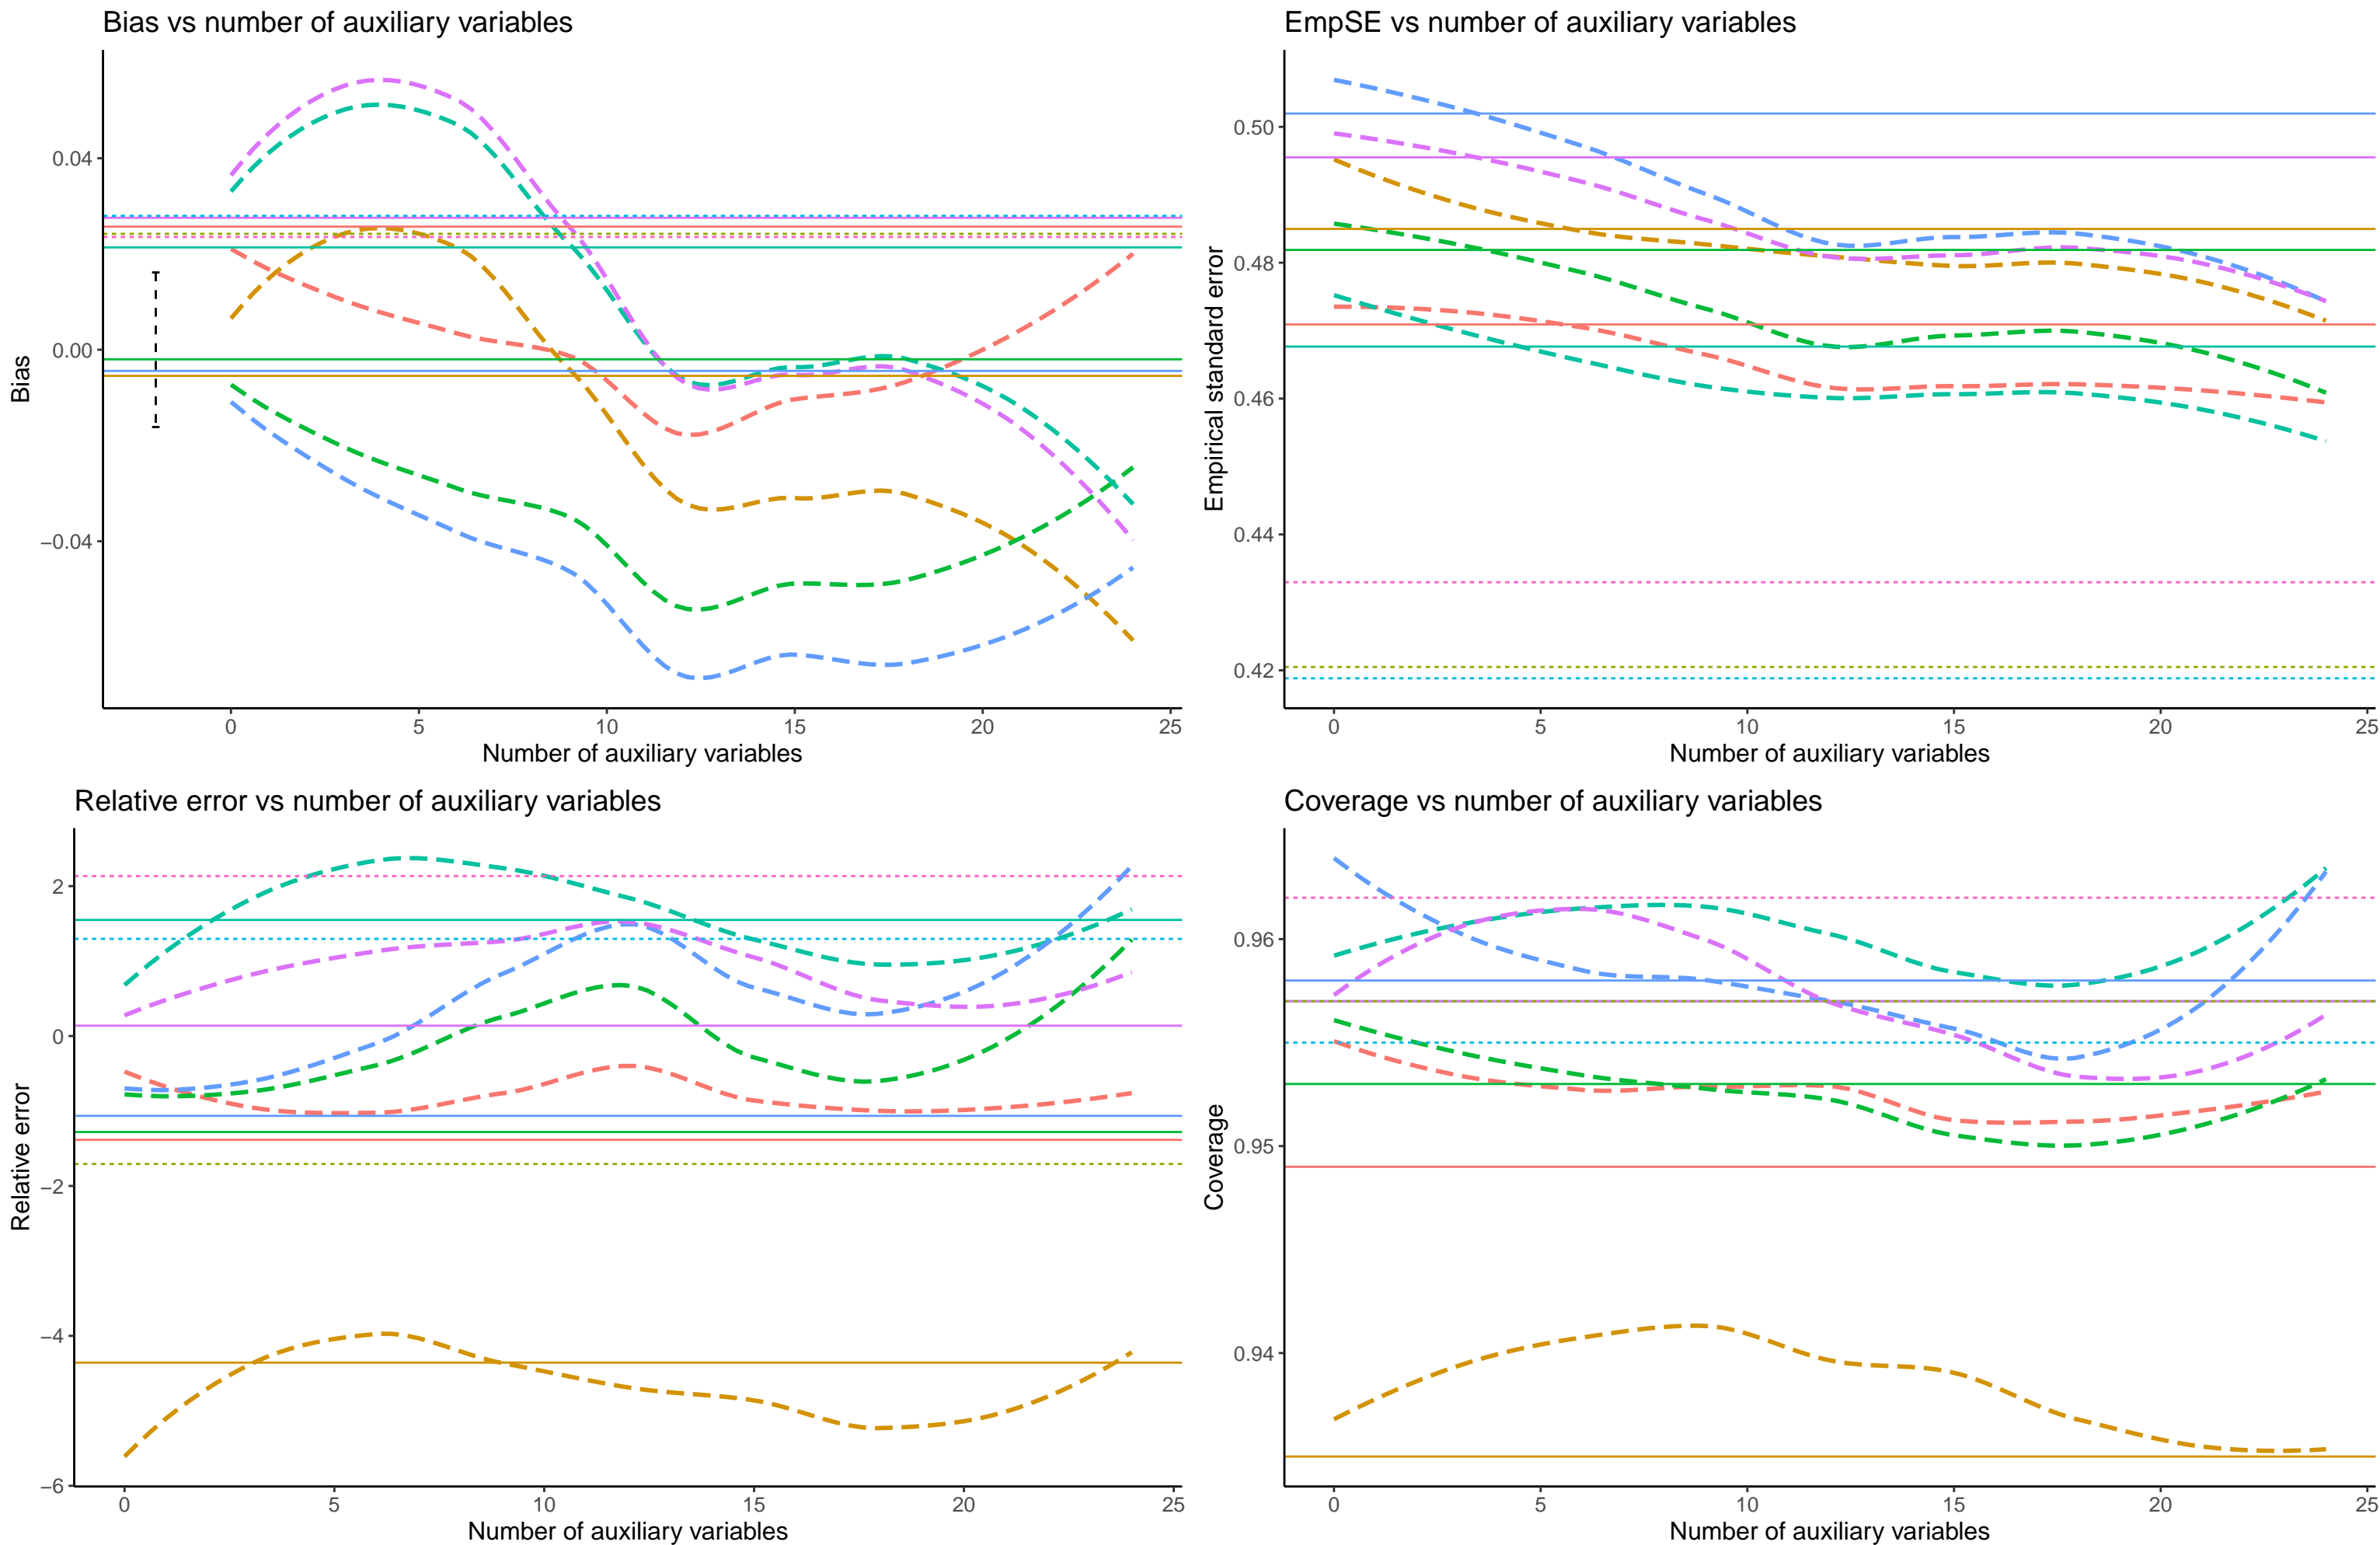 Bias vs number of auxiliary variables
Bias
0.04
0.00
−0.04
0 5 10 15 20 25
Number of auxiliary variables
EmpSE vs number of auxiliary variables
Empirical standard error
0.50
0.48
0.46
0.44
0.42
0 5 10 15 20 25
Number of auxiliary variables
Relative error vs number of auxiliary variables
Relative error
2
0
−2
−4
−6
0 5 10 15 20 25
Number of auxiliary variables
Coverage vs number of auxiliary variables
Coverage
0.96
0.95
0.94
0 5 10 15 20 25
Number of auxiliary variables